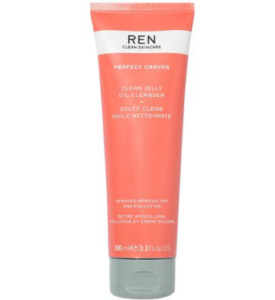 REN
CLEAN SKINCARE
PERFECT CANVAS
CLEAN JELLY
OIL CLEANSER
+
GELÉE CLEAN
HUILE NETTOYANTE
REMOVES MAKEUP, SPF
AND POLLUTION
+
RETIRE MAQUILLAGE,
POLLUTION ET CRÈME SOLAIRE
100 ml ℮ /3.3 fl.oz. US